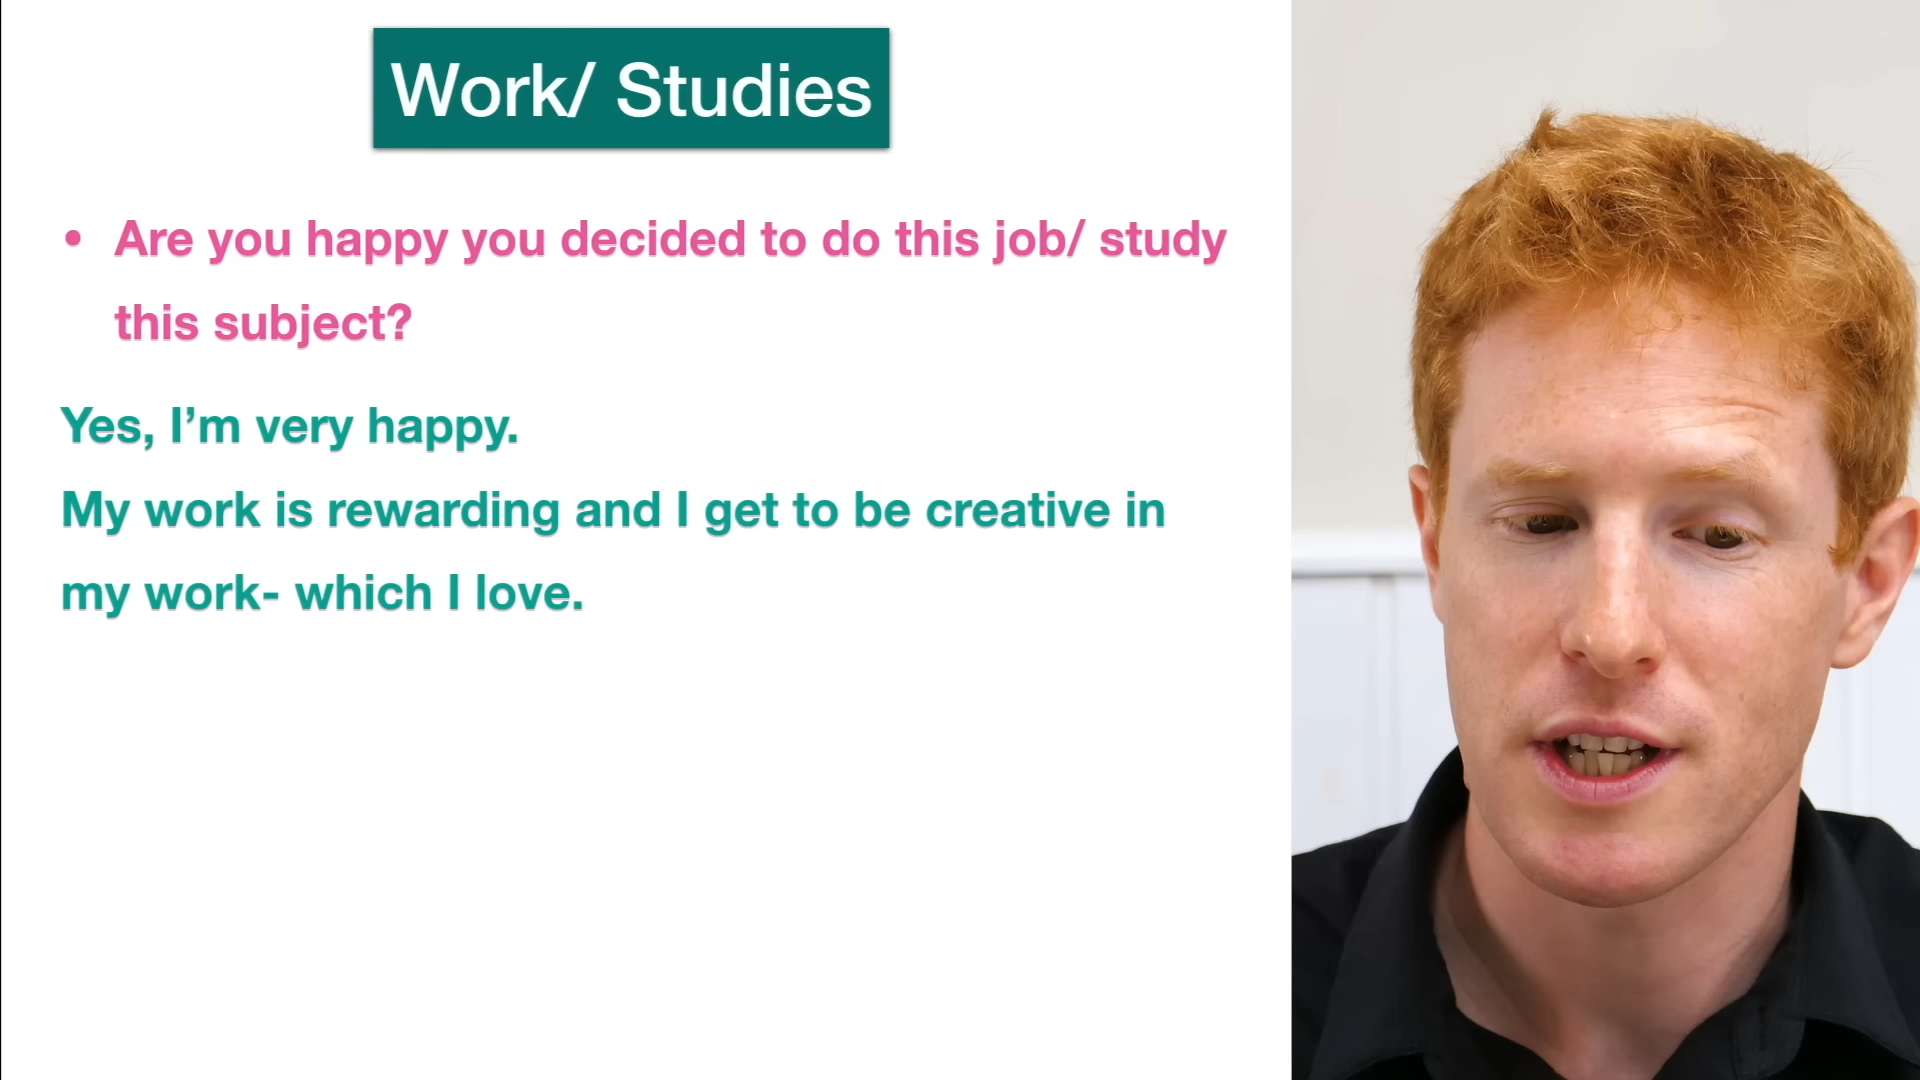 Work/ Studies
• Are you happy you decided to do this job/ study
this subject?
Yes, I’m very happy.
My work is rewarding and I get to be creative in
my work- which I love.